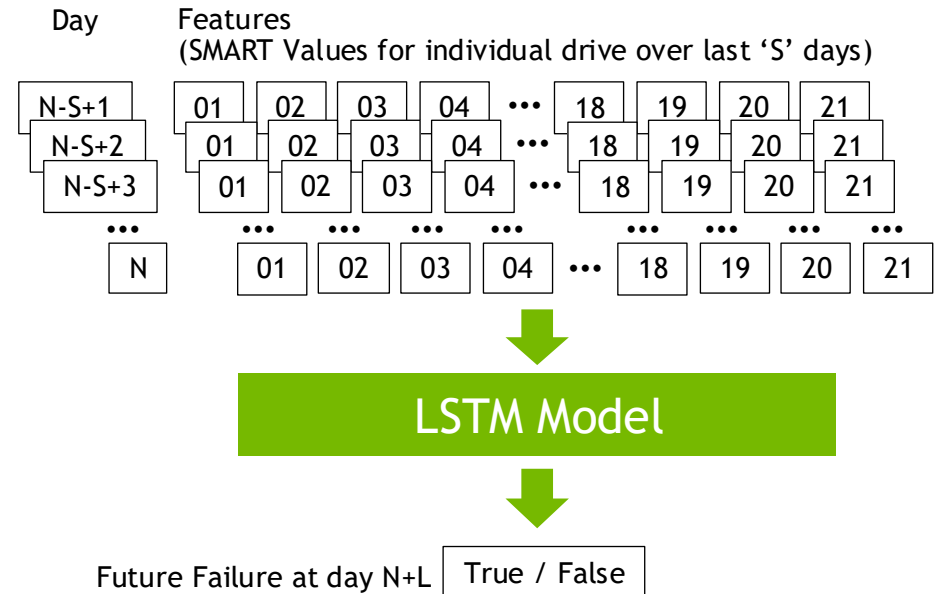 Day Features
(SMART Values for individual drive over last ‘S’ days)
N-S+1 01 02 03 04 ••• 18 19 20 21
N-S+2 01 02 03 04 ••• 18 19 20 21
N-S+3 01 02 03 04 ••• 18 19 20 21
••• ••• ••• ••• ••• ••• ••• ••• •••
N 01 02 03 04 ••• 18 19 20 21
LSTM Model
Future Failure at day N+L True / False